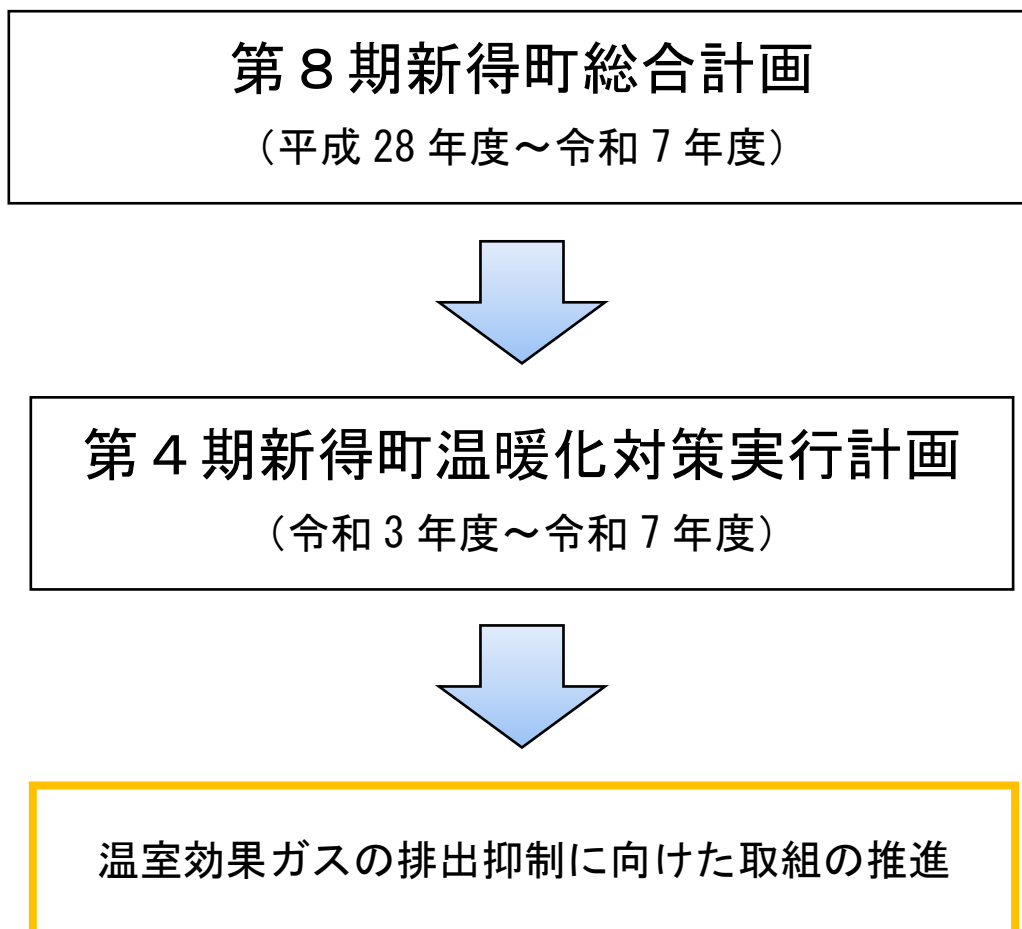 第８期新得町総合計画
（平成 28 年度～令和 7 年度）
第４期新得町温暖化対策実行計画
（令和 3 年度～令和 7 年度）
温室効果ガスの排出抑制に向けた取組の推進